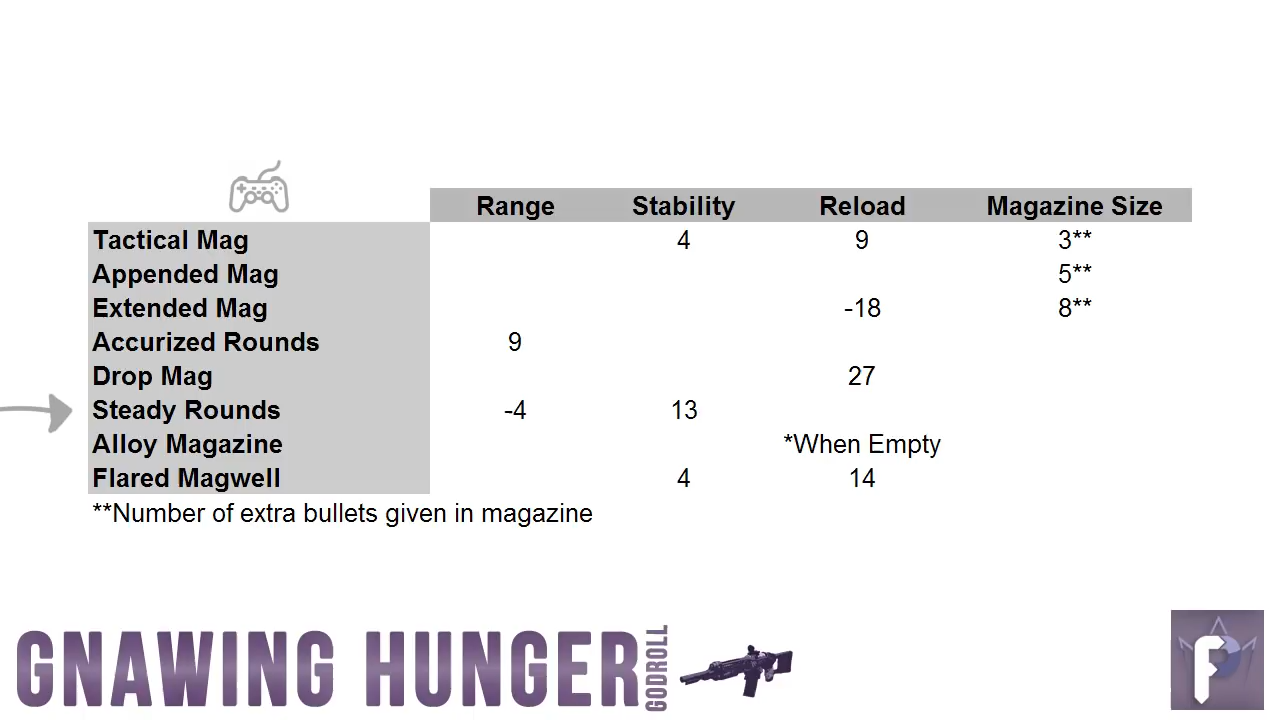 Range Stability Reload Magazine Size
Tactical Mag 4 9 3**
Appended Mag 5**
Extended Mag -18 8**
Accurized Rounds 9
Drop Mag 27
Steady Rounds -4 13
Alloy Magazine *When Empty
Flared Magwell 4 14
**Number of extra bullets given in magazine
GNAWING HUNGER GODROLL
F